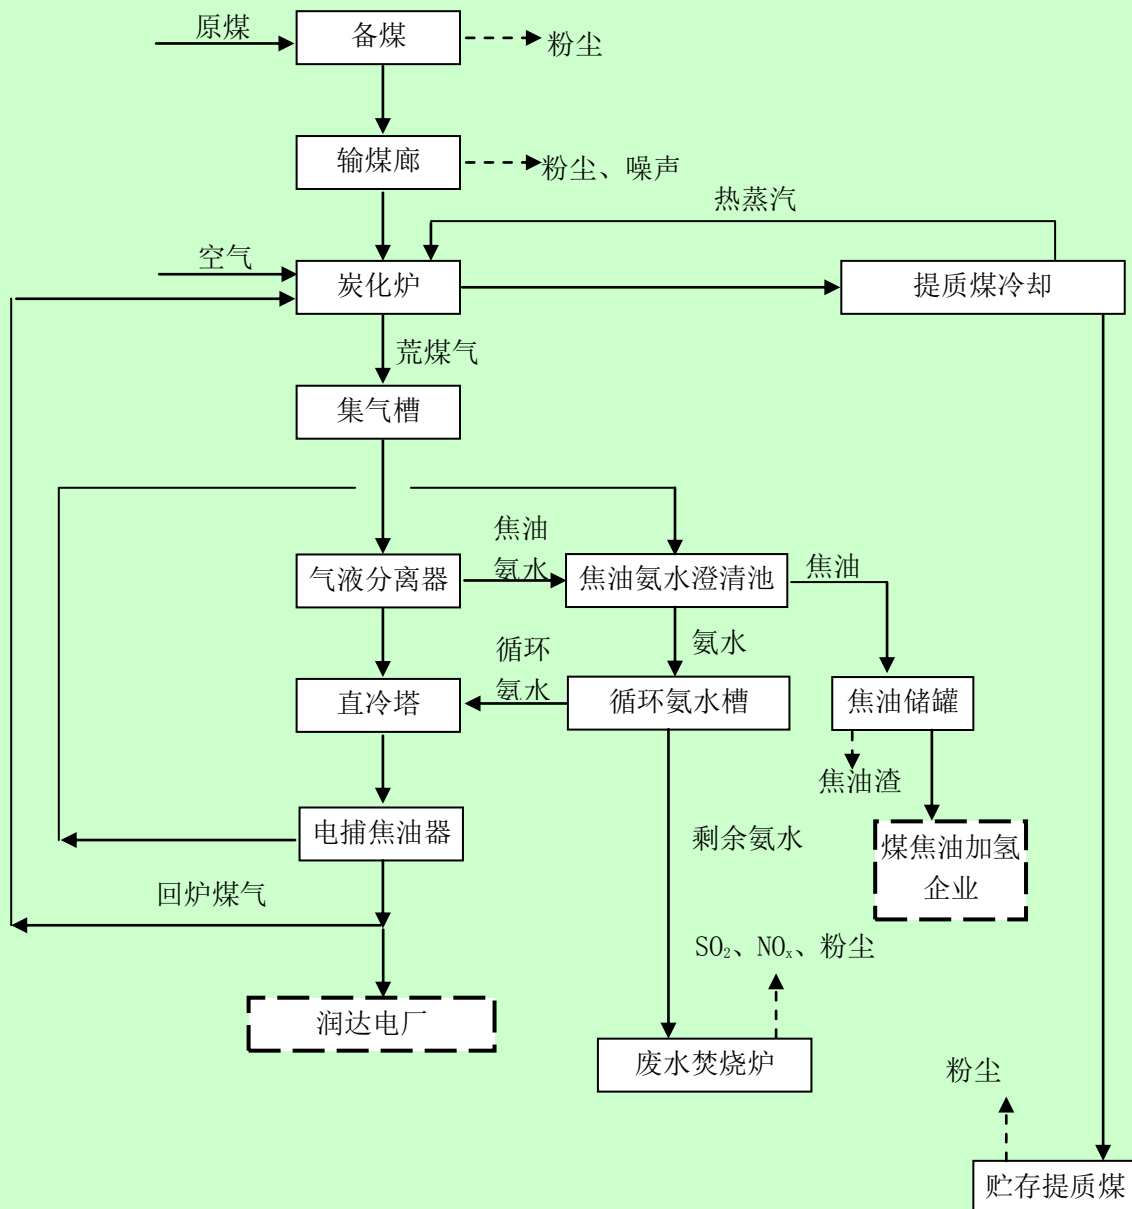 原煤
备煤
粉尘
输煤廊
粉尘、噪声
热蒸汽
空气
炭化炉
提质煤冷却
荒煤气
集气槽
焦油
氨水
气液分离器
焦油氨水澄清池
焦油
循环
氨水
氨水
直冷塔
循环氨水槽
焦油储罐
焦油渣
电捕焦油器
剩余氨水
煤焦油加氢
企业
回炉煤气
SO₂、NOₓ、粉尘
润达电厂
废水焚烧炉
粉尘
贮存提质煤